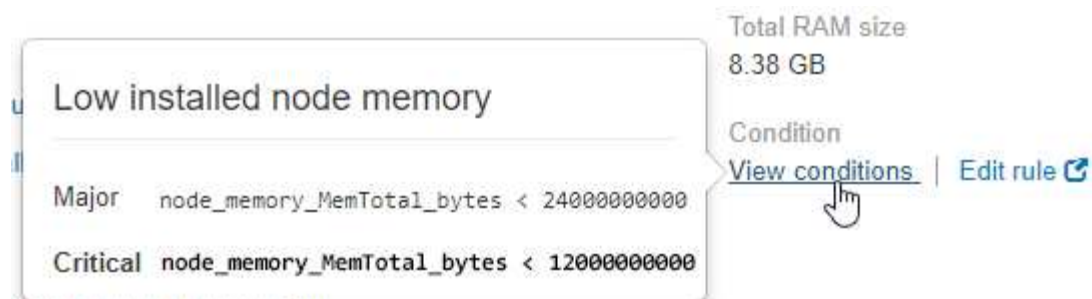 Total RAM size
8.38 GB
Low installed node memory
Condition
View conditions | Edit rule
Major node_memory_MemTotal_bytes < 24000000000
Critical node_memory_MemTotal_bytes < 12000000000